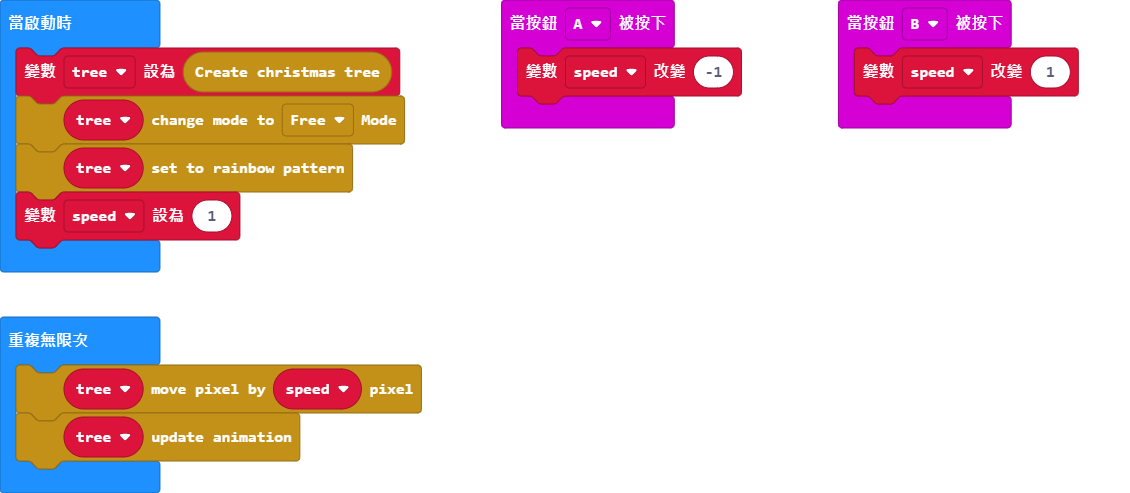 當啟動時
變數 tree 設為 Create christmas tree
tree change mode to Free Mode
tree set to rainbow pattern
變數 speed 設為 1
當按鈕 A 被按下
變數 speed 改變 -1
當按鈕 B 被按下
變數 speed 改變 1
重複無限次
tree move pixel by speed pixel
tree update animation